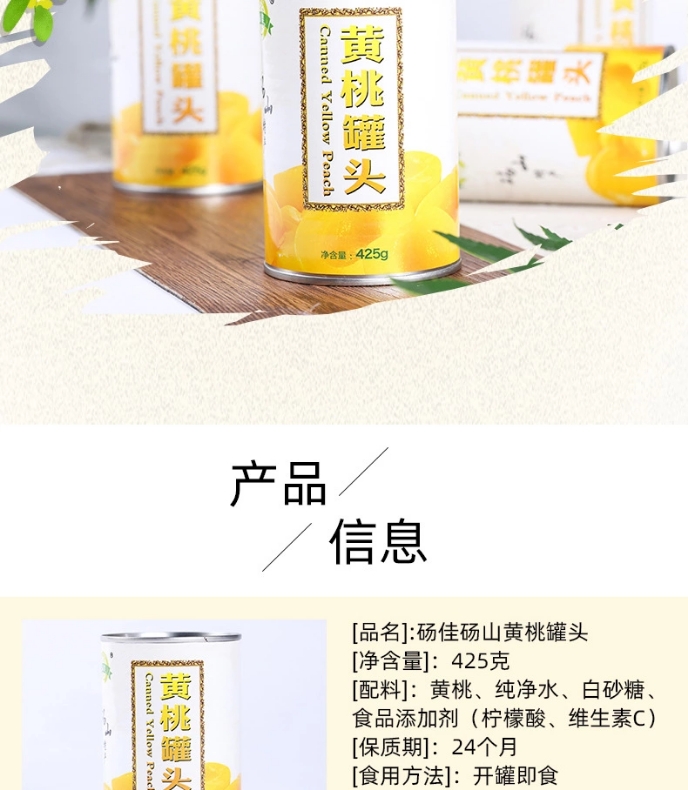 黄桃罐头
Canned Yellow Peach
净含量：425g
黄桃罐头
Canned Yellow Peach
黄桃罐头
Canned Yellow Peach
产品
信息
[品名]:砀佳砀山黄桃罐头
[净含量]：425克
[配料]：黄桃、纯净水、白砂糖、
食品添加剂（柠檬酸、维生素C）
[保质期]：24个月
[食用方法]：开罐即食
黄桃罐头
Canned Yellow Peach